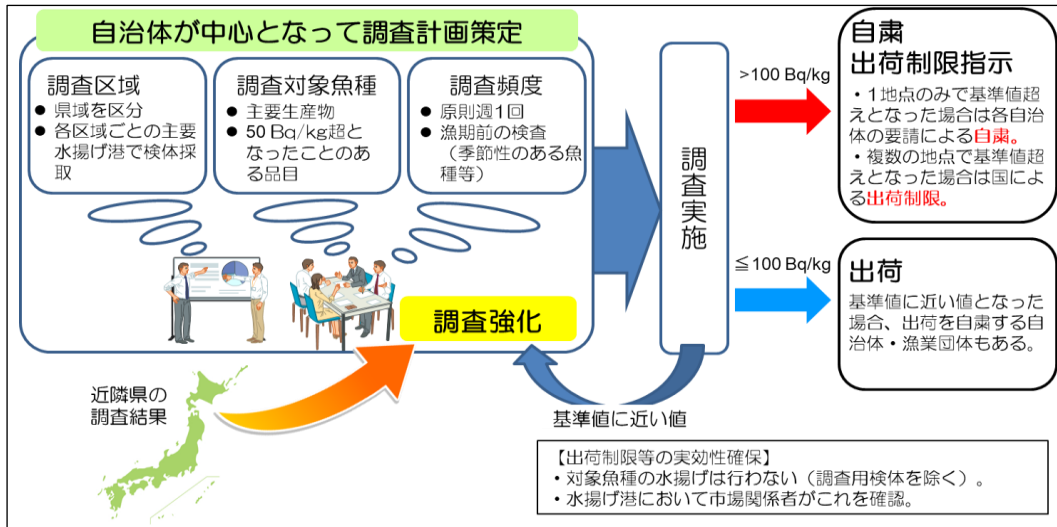 自治体が中心となって調査計画策定
調査区域
● 県域を区分
● 各区域ごとの主要
水揚げ港で検体採
取
調査対象魚種
● 主要生産物
● 50 Bq/kg超と
なったことのあ
る品目
調査頻度
● 原則週1回
● 漁期前の検査
(季節性のある魚
種等)
調査強化
近隣県の
調査結果
調査実施
基準値に近い値
>100 Bq/kg
自粛
出荷制限指示
・1地点のみで基準値超
えとなった場合は各自治
体の要請による自粛。
・複数の地点で基準値超
えとなった場合は国によ
る出荷制限。
≦100 Bq/kg
出荷
基準値に近い値となった
場合、出荷を自粛する自
治体・漁業団体もある。
【出荷制限等の実効性確保】
・対象魚種の水揚げは行わない(調査用検体を除く)。
・水揚げ港において市場関係者がこれを確認。